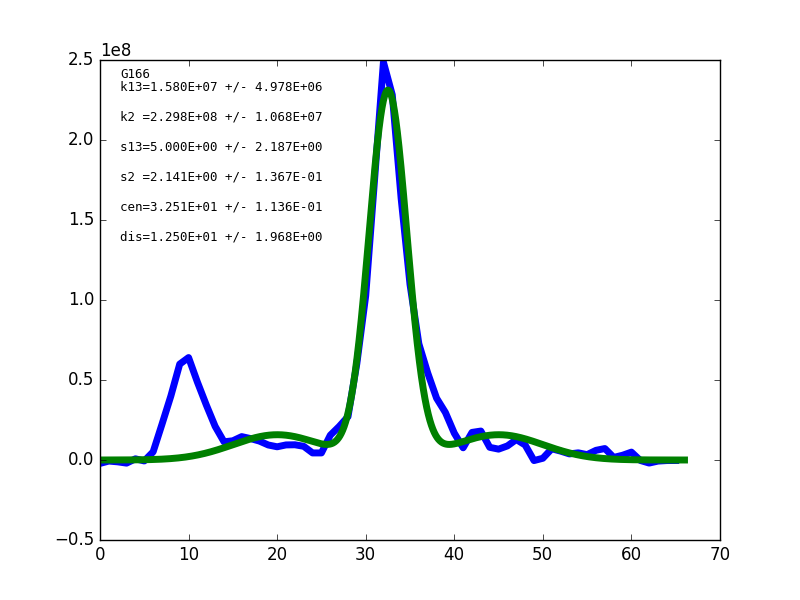 1e8
G166
k13=1.580E+07 +/- 4.978E+06
k2 =2.298E+08 +/- 1.068E+07
s13=5.000E+00 +/- 2.187E+00
s2 =2.141E+00 +/- 1.367E-01
cen=3.251E+01 +/- 1.136E-01
dis=1.250E+01 +/- 1.968E+00
2.5
2.0
1.5
1.0
0.5
0.0
−0.5
0 10 20 30 40 50 60 70